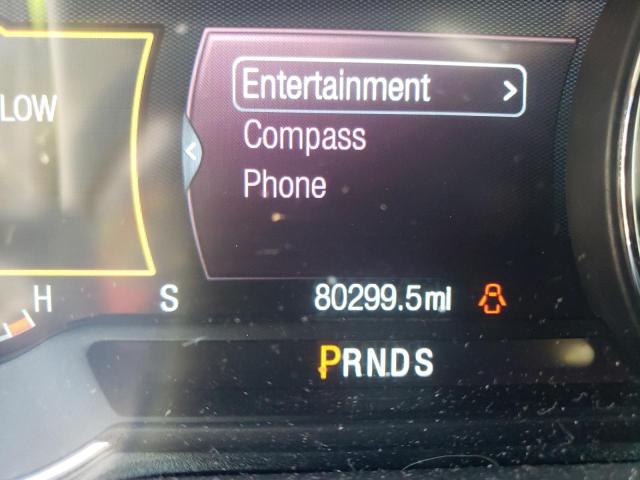 LOW
Entertainment >
Compass
Phone
H S 80299.5mi
PRNDS